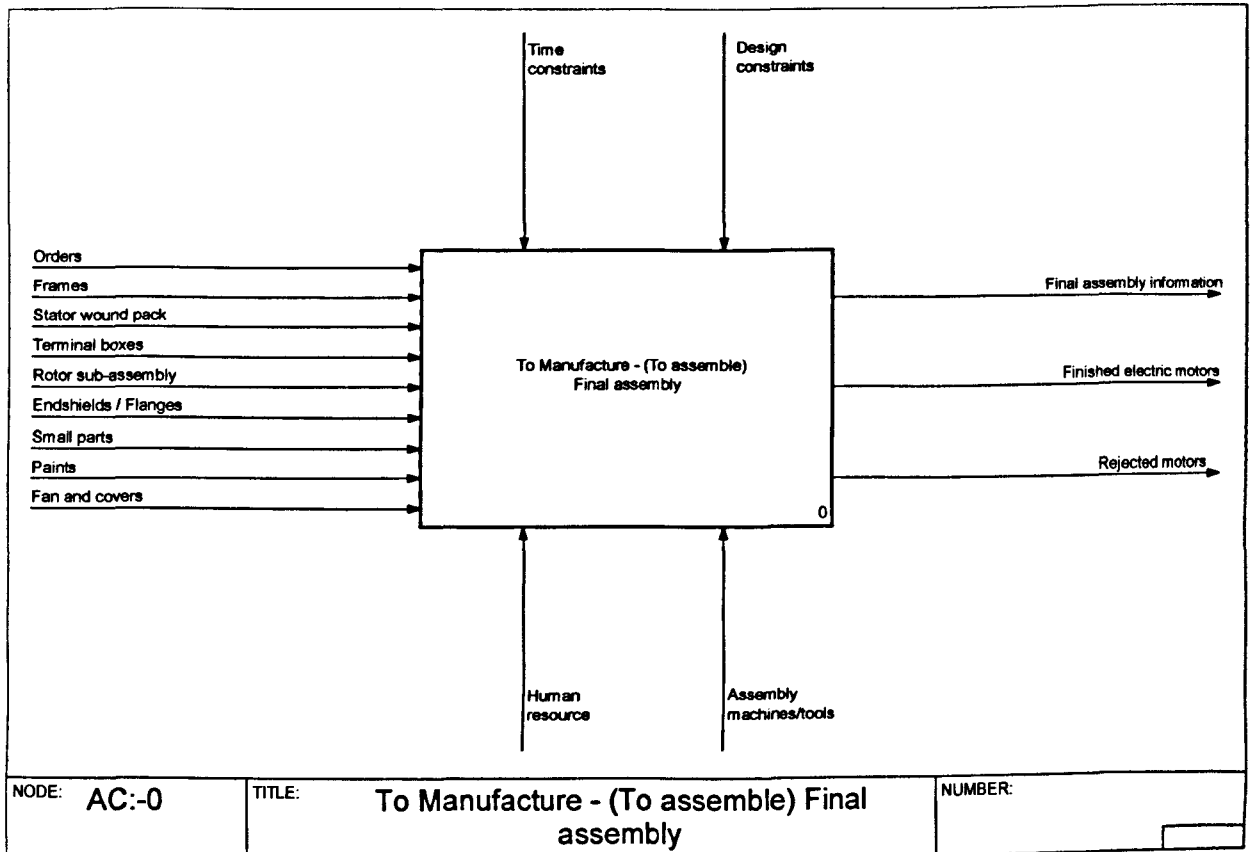 Time
constraints
Design
constraints
Orders
Frames
Stator wound pack
Terminal boxes
Rotor sub-assembly
Endshields / Flanges
Small parts
Paints
Fan and covers
To Manufacture - (To assemble)
Final assembly
0
Final assembly information
Finished electric motors
Rejected motors
Human
resource
Assembly
machines/tools
NODE: AC:-0
TITLE: To Manufacture - (To assemble) Final
assembly
NUMBER: